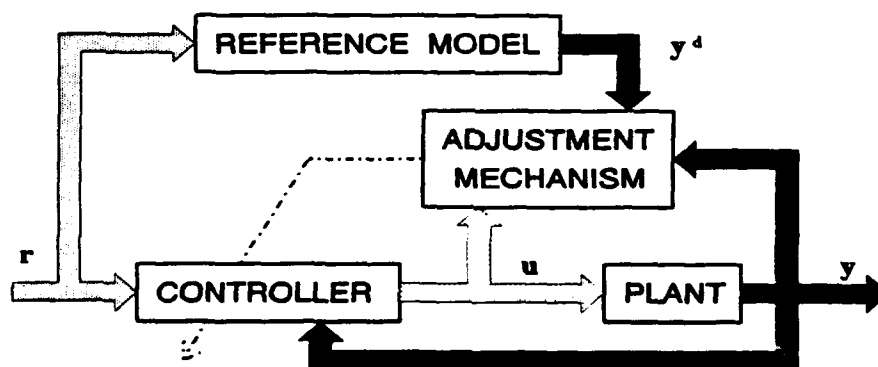 REFERENCE MODEL
y d
ADJUSTMENT
MECHANISM
r
CONTROLLER
u
PLANT
y